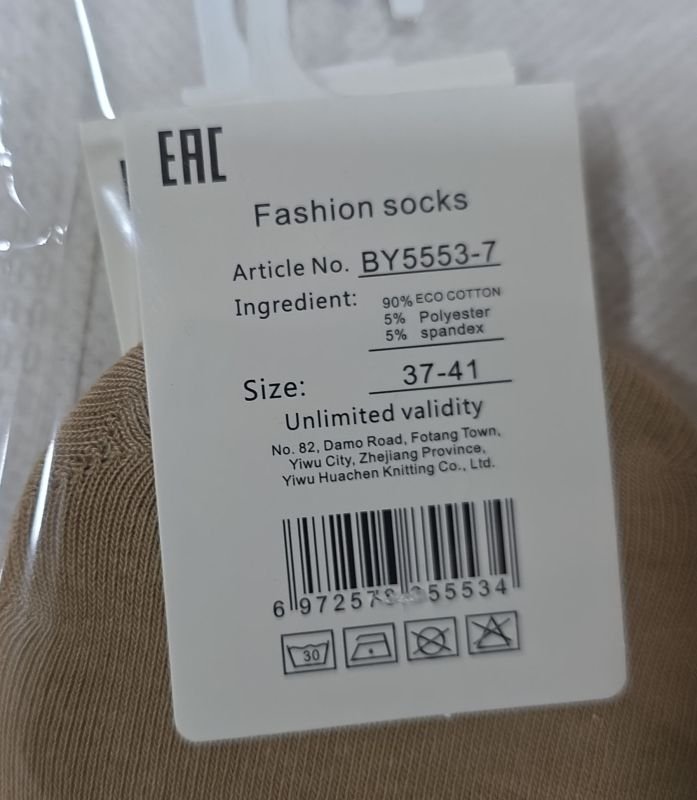 EAC
Fashion socks
Article No. BY5553-7
Ingredient: 90% ECO COTTON
5% Polyester
5% spandex
Size: 37-41
Unlimited validity
No. 82, Damo Road, Fotang Town,
Yiwu City, Zhejiang Province,
Yiwu Huachen Knitting Co., Ltd.
30